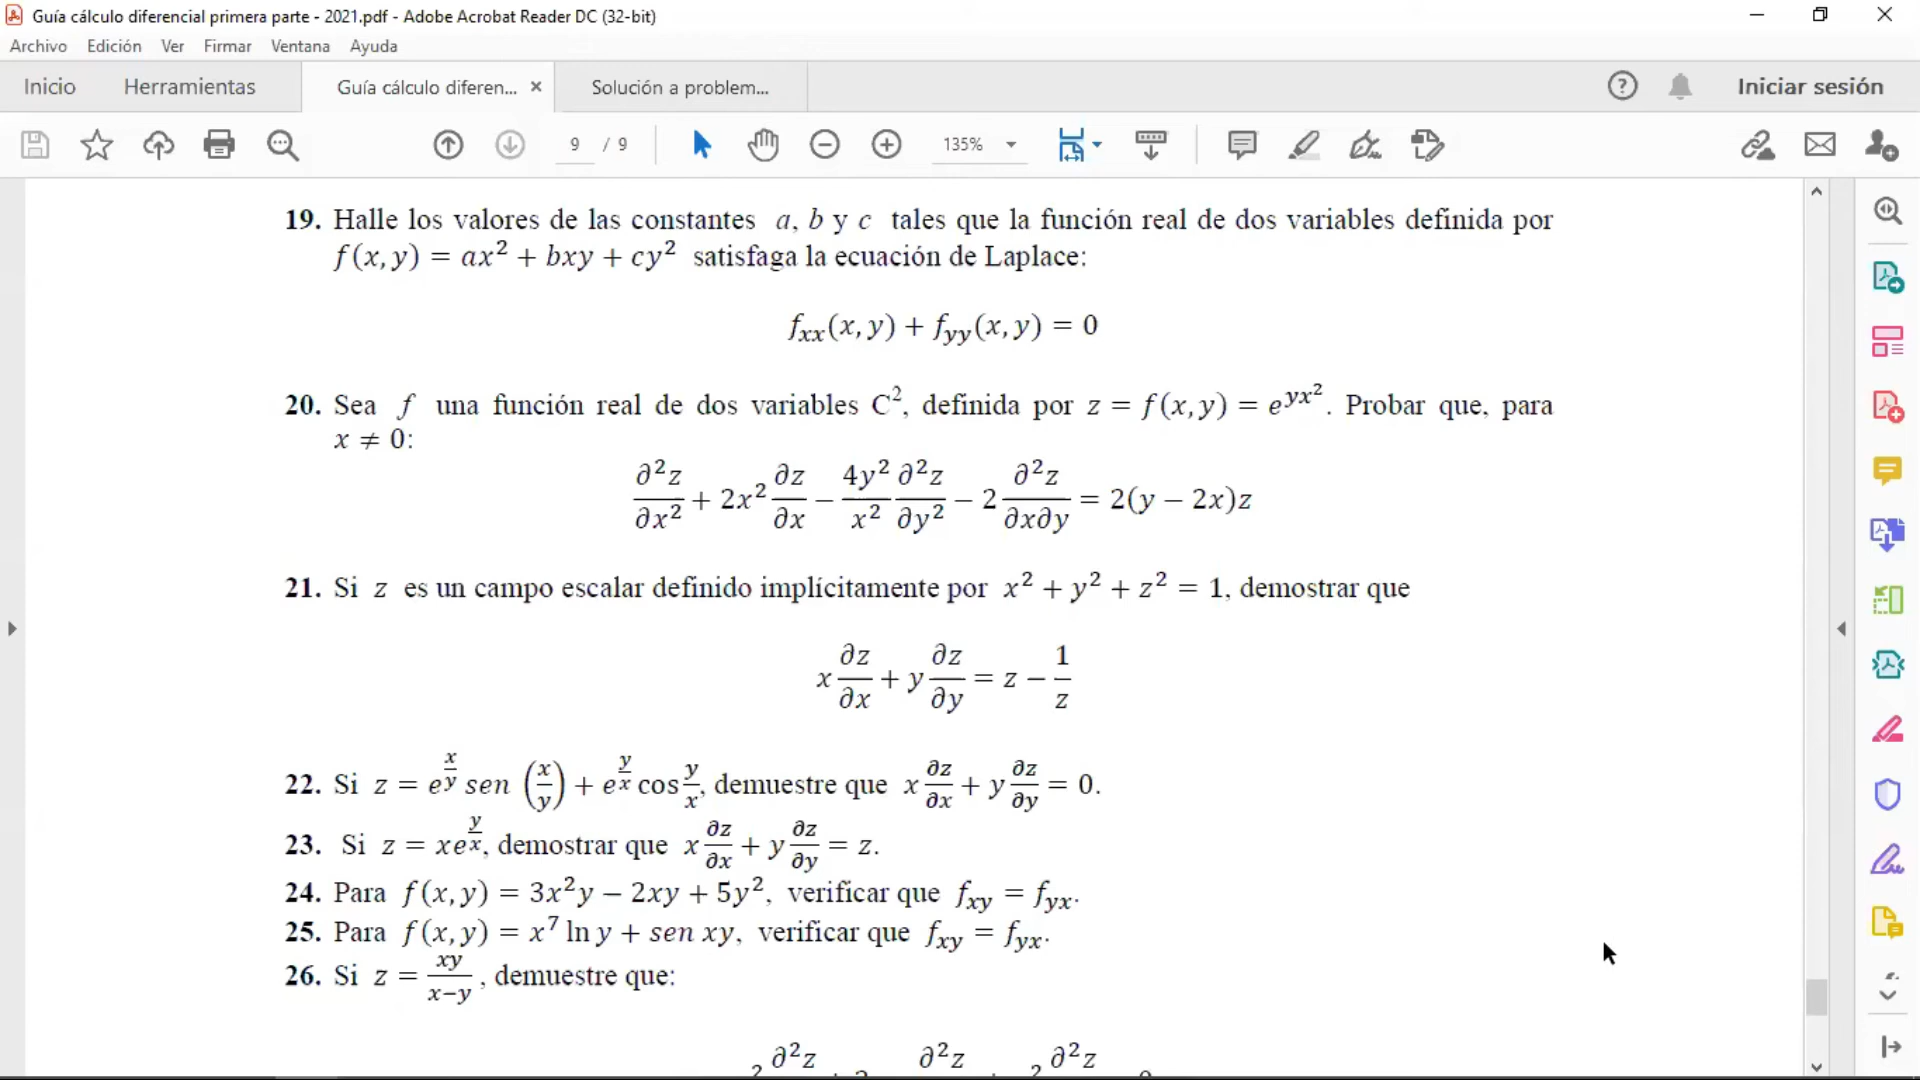 Guía cálculo diferencial primera parte - 2021.pdf - Adobe Acrobat Reader DC (32-bit)
Archivo Edición Ver Firmar Ventana Ayuda
Inicio Herramientas Guía cálculo diferen... × Solución a problem... Iniciar sesión
9 / 9 135%
19. Halle los valores de las constantes a, b y c tales que la función real de dos variables definida por
f(x, y) = ax² + bxy + cy² satisfaga la ecuación de Laplace:
fₓₓ(x, y) + f_yy(x, y) = 0
20. Sea f una función real de dos variables C², definida por z = f(x, y) = e^(yx²). Probar que, para
x ≠ 0:
∂²z/∂x² + 2x² ∂z/∂x − 4y²/x² ∂²z/∂y² − 2 ∂²z/∂x∂y = 2(y − 2x)z
21. Si z es un campo escalar definido implícitamente por x² + y² + z² = 1, demostrar que
x ∂z/∂x + y ∂z/∂y = z − 1/z
22. Si z = e^(x/y) sen (x/y) + e^(y/x) cos y/x, demuestre que x ∂z/∂x + y ∂z/∂y = 0.
23. Si z = xe^(y/x), demostrar que x ∂z/∂x + y ∂z/∂y = z.
24. Para f(x, y) = 3x²y − 2xy + 5y², verificar que f_xy = f_yx.
25. Para f(x, y) = x⁷ ln y + sen xy, verificar que f_xy = f_yx.
26. Si z = xy/(x−y), demuestre que:
∂²z ∂²z ∂²z